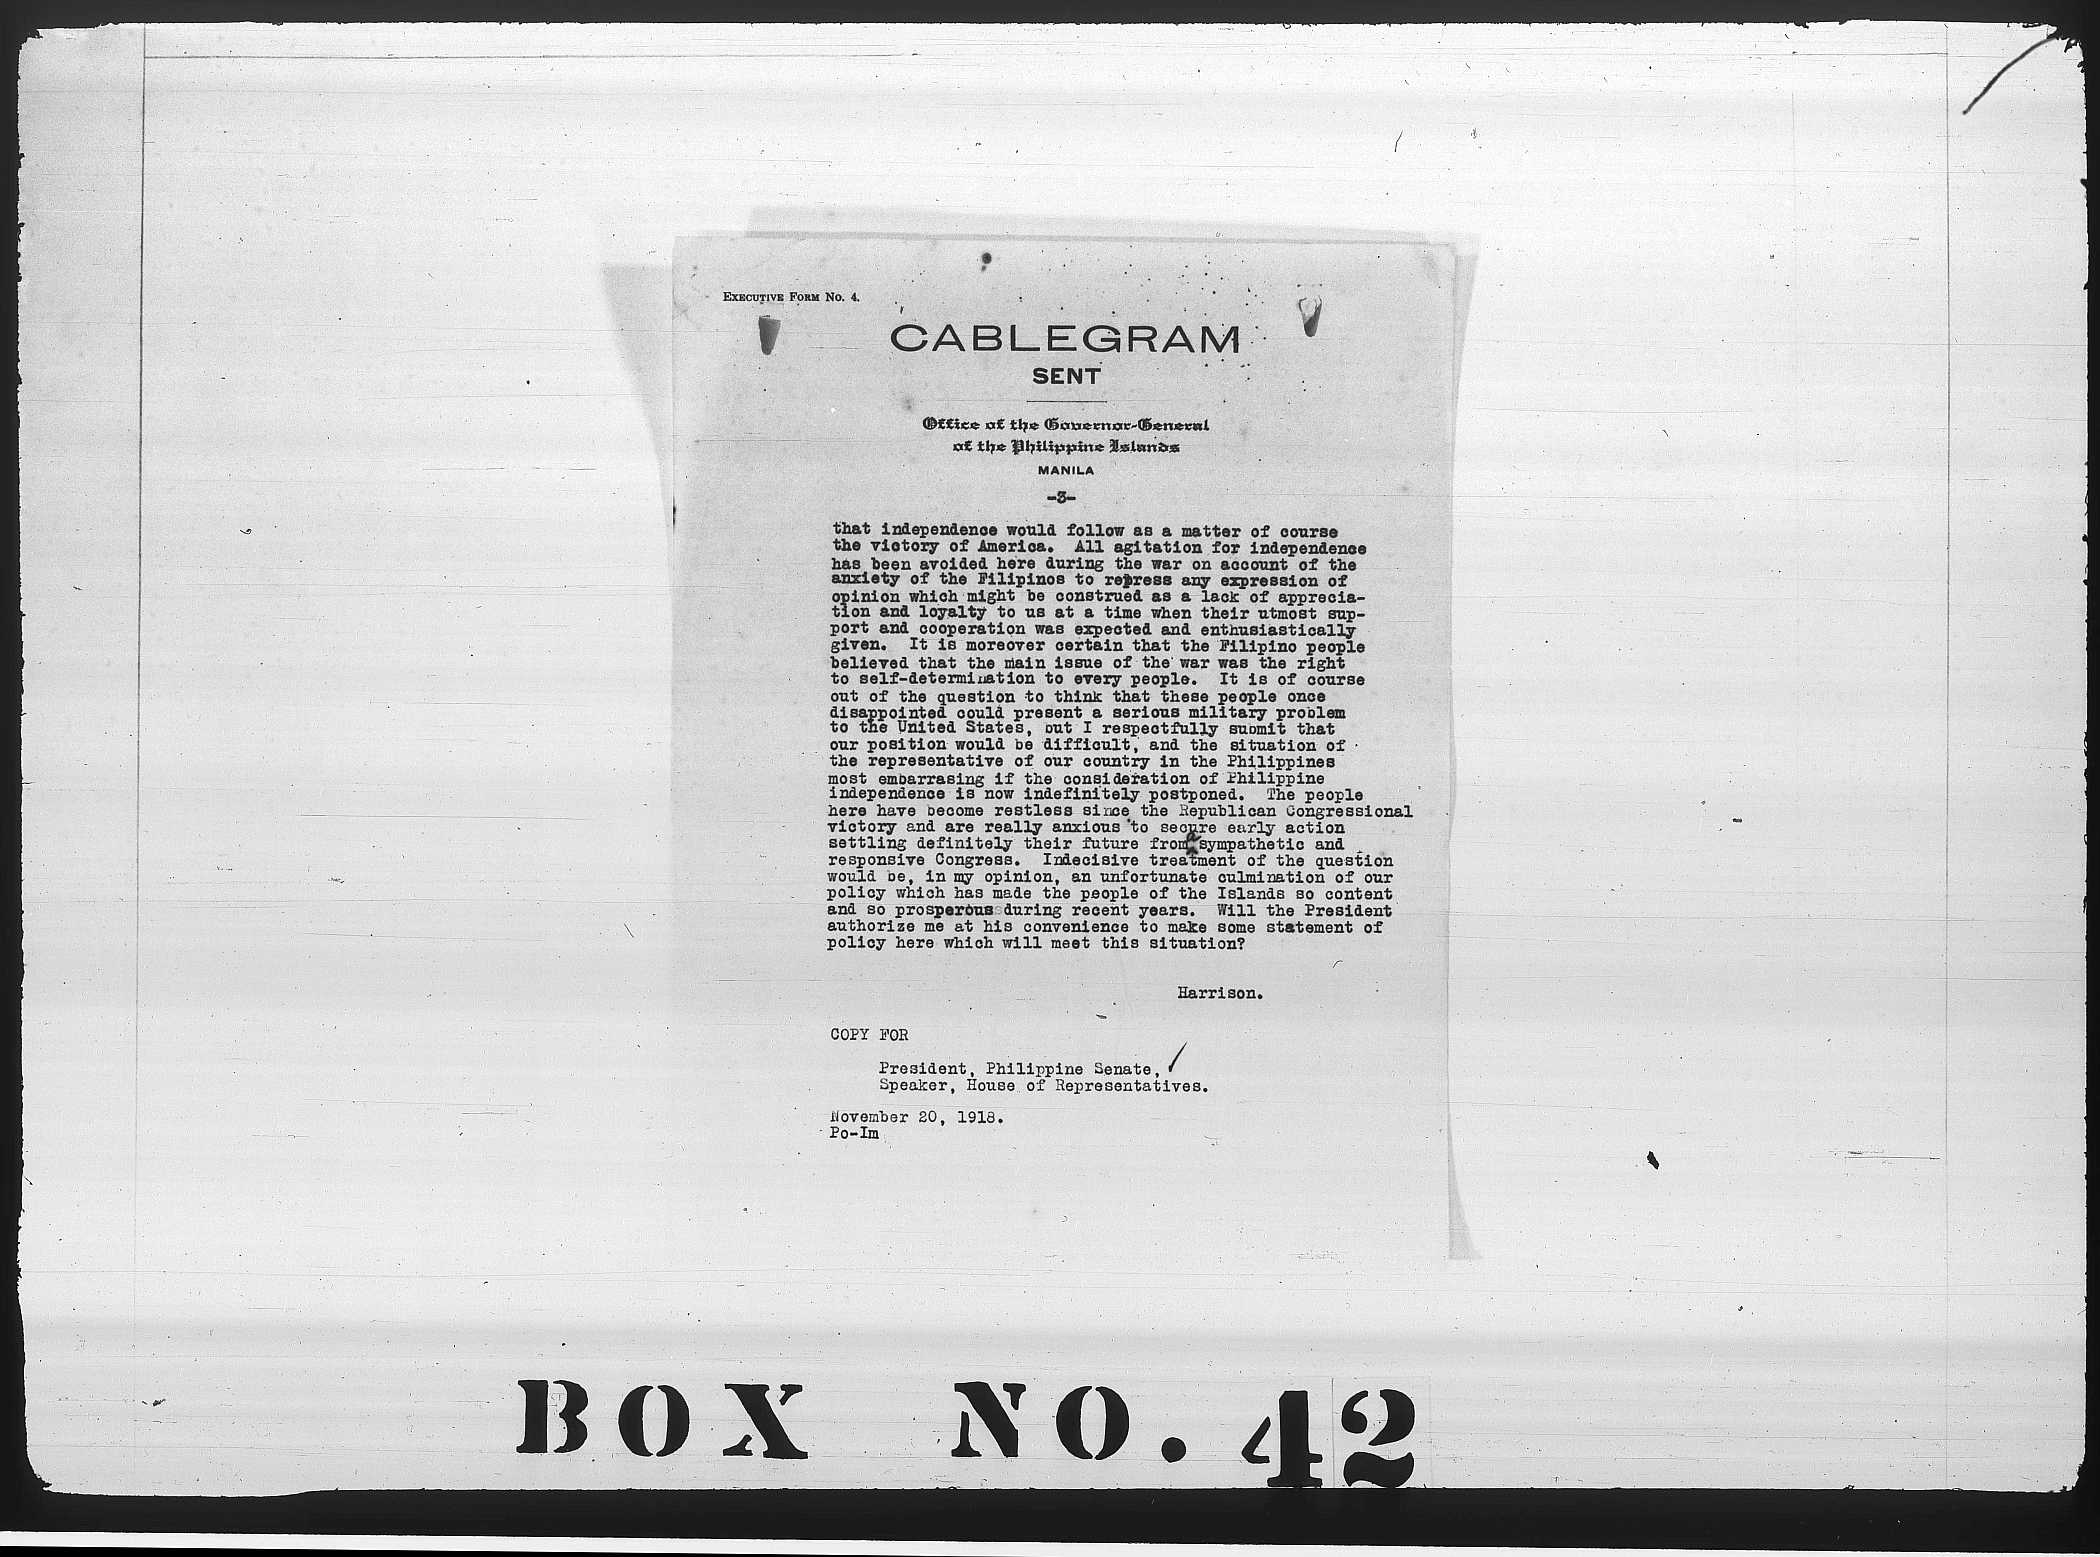 EXECUTIVE FORM NO. 4.
CABLEGRAM
SENT
Office of the Governor-General
of the Philippine Islands
MANILA
-3-
that independence would follow as a matter of course
the victory of America. All agitation for independence
has been avoided here during the war on account of the
anxiety of the Filipinos to repress any expression of
opinion which might be construed as a lack of apprecia-
tion and loyalty to us at a time when their utmost sup-
port and cooperation was expected and enthusiastically
given. It is moreover certain that the Filipino people
believed that the main issue of the war was the right
to self-determination to every people. It is of course
out of the question to think that these people once
disappointed could present a serious military problem
to the United States, but I respectfully submit that
our position would be difficult, and the situation of
the representative of our country in the Philippines
most embarrasing if the consideration of Philippine
independence is now indefinitely postponed. The people
here have become restless since the Republican Congressional
victory and are really anxious to secure early action
settling definitely their future from a sympathetic and
responsive Congress. Indecisive treatment of the question
would be, in my opinion, an unfortunate culmination of our
policy which has made the people of the Islands so content
and so prosperous during recent years. Will the President
authorize me at his convenience to make some statement of
policy here which will meet this situation?
Harrison.
COPY FOR
President, Philippine Senate,
Speaker, House of Representatives.
November 20, 1918.
Po-Im
BOX NO. 42